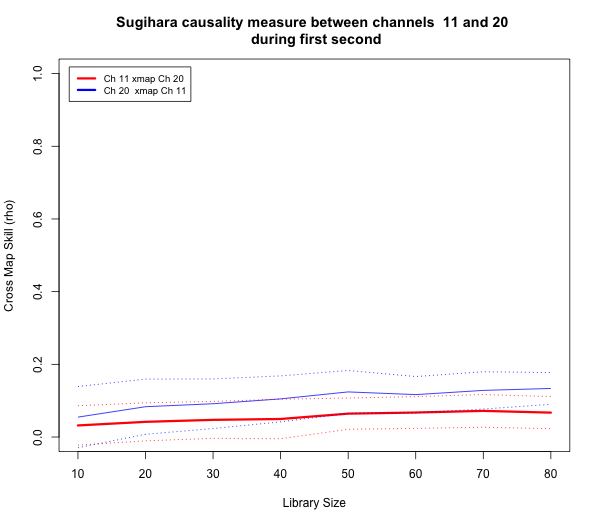 Sugihara causality measure between channels  11 and 20
during first second
Ch 11 xmap Ch 20
Ch 20  xmap Ch 11
Cross Map Skill (rho)
1.0
0.8
0.6
0.4
0.2
0.0
10 20 30 40 50 60 70 80
Library Size